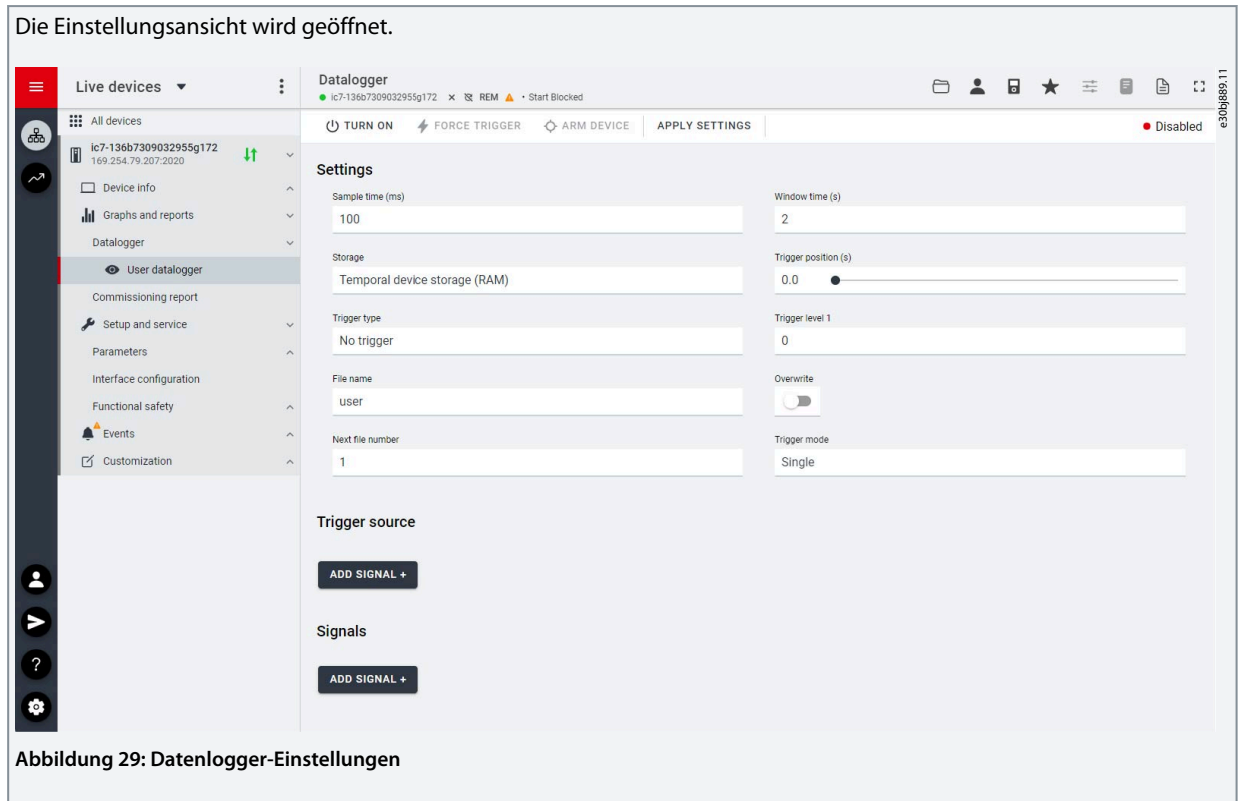 Die Einstellungsansicht wird geöffnet.
Live devices
Datalogger
ic7-136b7309032955g172 REM • Start Blocked
e30bj889.11
All devices
TURN ON FORCE TRIGGER ARM DEVICE APPLY SETTINGS
Disabled
ic7-136b7309032955g172
169.254.79.207:2020
Device info
Graphs and reports
Datalogger
User datalogger
Commissioning report
Setup and service
Parameters
Interface configuration
Functional safety
Events
Customization
Settings
Sample time (ms)
100
Window time (s)
2
Storage
Temporal device storage (RAM)
Trigger position (s)
0.0
Trigger type
No trigger
Trigger level 1
0
File name
user
Overwrite
Next file number
1
Trigger mode
Single
Trigger source
ADD SIGNAL +
Signals
ADD SIGNAL +
?
Abbildung 29: Datenlogger-Einstellungen